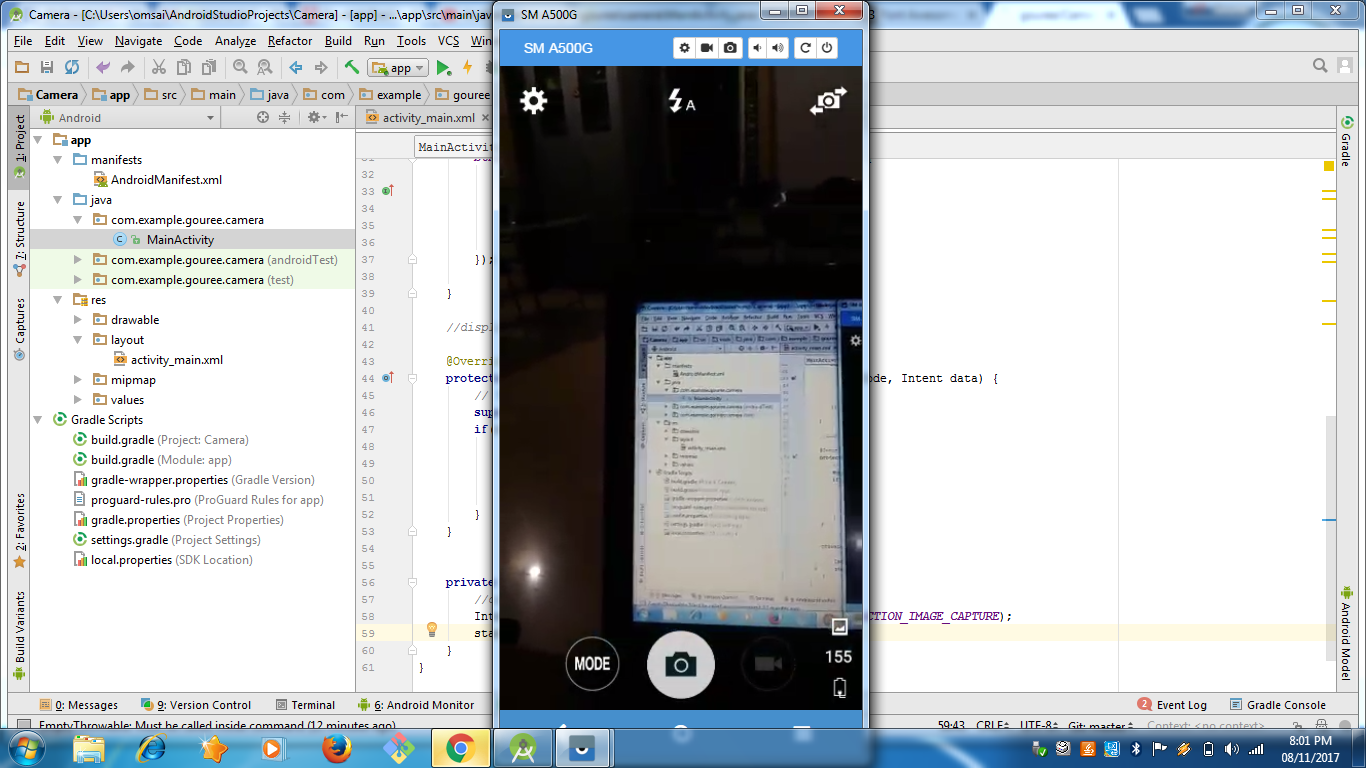 Camera - [C:\Users\omsai\AndroidStudioProjects\Camera] - [app] - ...\app\src\main\jav
SM A500G
File Edit View Navigate Code Analyze Refactor Build Run Tools VCS Win
SM A500G
app
Camera app src main java com example gouree
Android
activity_main.xml
1: Project
7: Structure
Captures
2: Favorites
Build Variants
Gradle
Android Model
app
manifests
AndroidManifest.xml
java
com.example.gouree.camera
MainActivity
com.example.gouree.camera (androidTest)
com.example.gouree.camera (test)
res
drawable
layout
activity_main.xml
mipmap
values
Gradle Scripts
build.gradle (Project: Camera)
build.gradle (Module: app)
gradle-wrapper.properties (Gradle Version)
proguard-rules.pro (ProGuard Rules for app)
gradle.properties (Project Properties)
settings.gradle (Project Settings)
local.properties (SDK Location)
MainActivi
32
33
34
35
36
37 });
38
39 }
40
41 //displ
42
43 @Overri
44 protect ode, Intent data) {
45 //
46 sup
47 if(
48
49
50
51
52 }
53 }
54
55
56 private
57
58 Int CTION_IMAGE_CAPTURE);
59 sta
60 }
61 }
A
MODE
155
0: Messages 9: Version Control Terminal 6: Android Monitor 2 Event Log Gradle Console
EmptyThrowable: Must be called inside command (12 minutes ago) 59:43 CRLF UTF-8 Git: master Context: <no context>
8:01 PM
08/11/2017